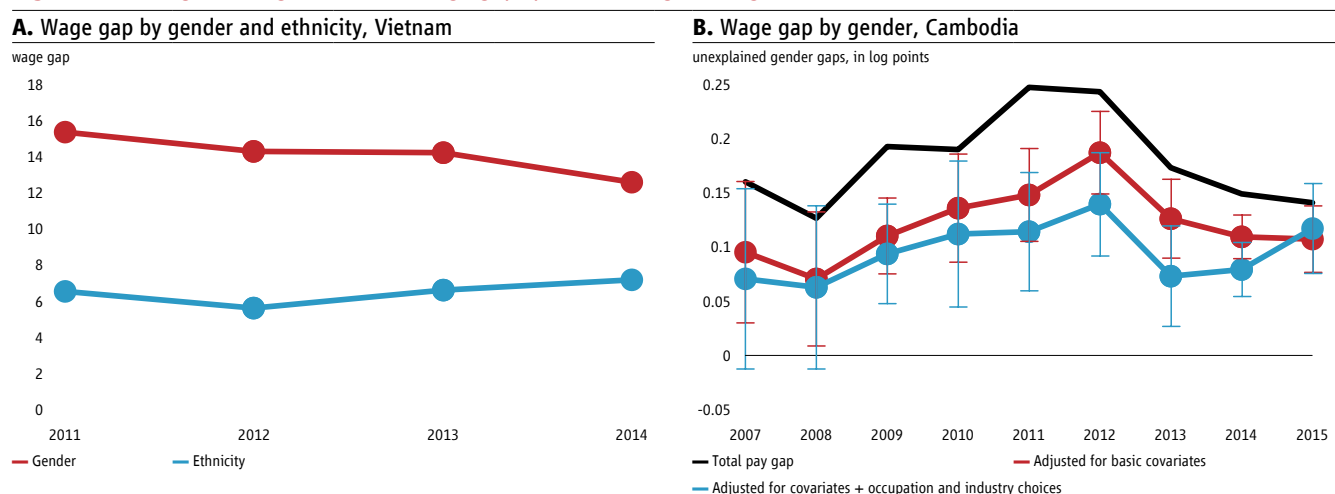 A. Wage gap by gender and ethnicity, Vietnam
wage gap
18
16
14
12
10
8
6
4
2
0
2011 2012 2013 2014
Gender Ethnicity
B. Wage gap by gender, Cambodia
unexplained gender gaps, in log points
0.25
0.2
0.15
0.1
0.05
0
-0.05
2007 2008 2009 2010 2011 2012 2013 2014 2015
Total pay gap Adjusted for basic covariates
Adjusted for covariates + occupation and industry choices